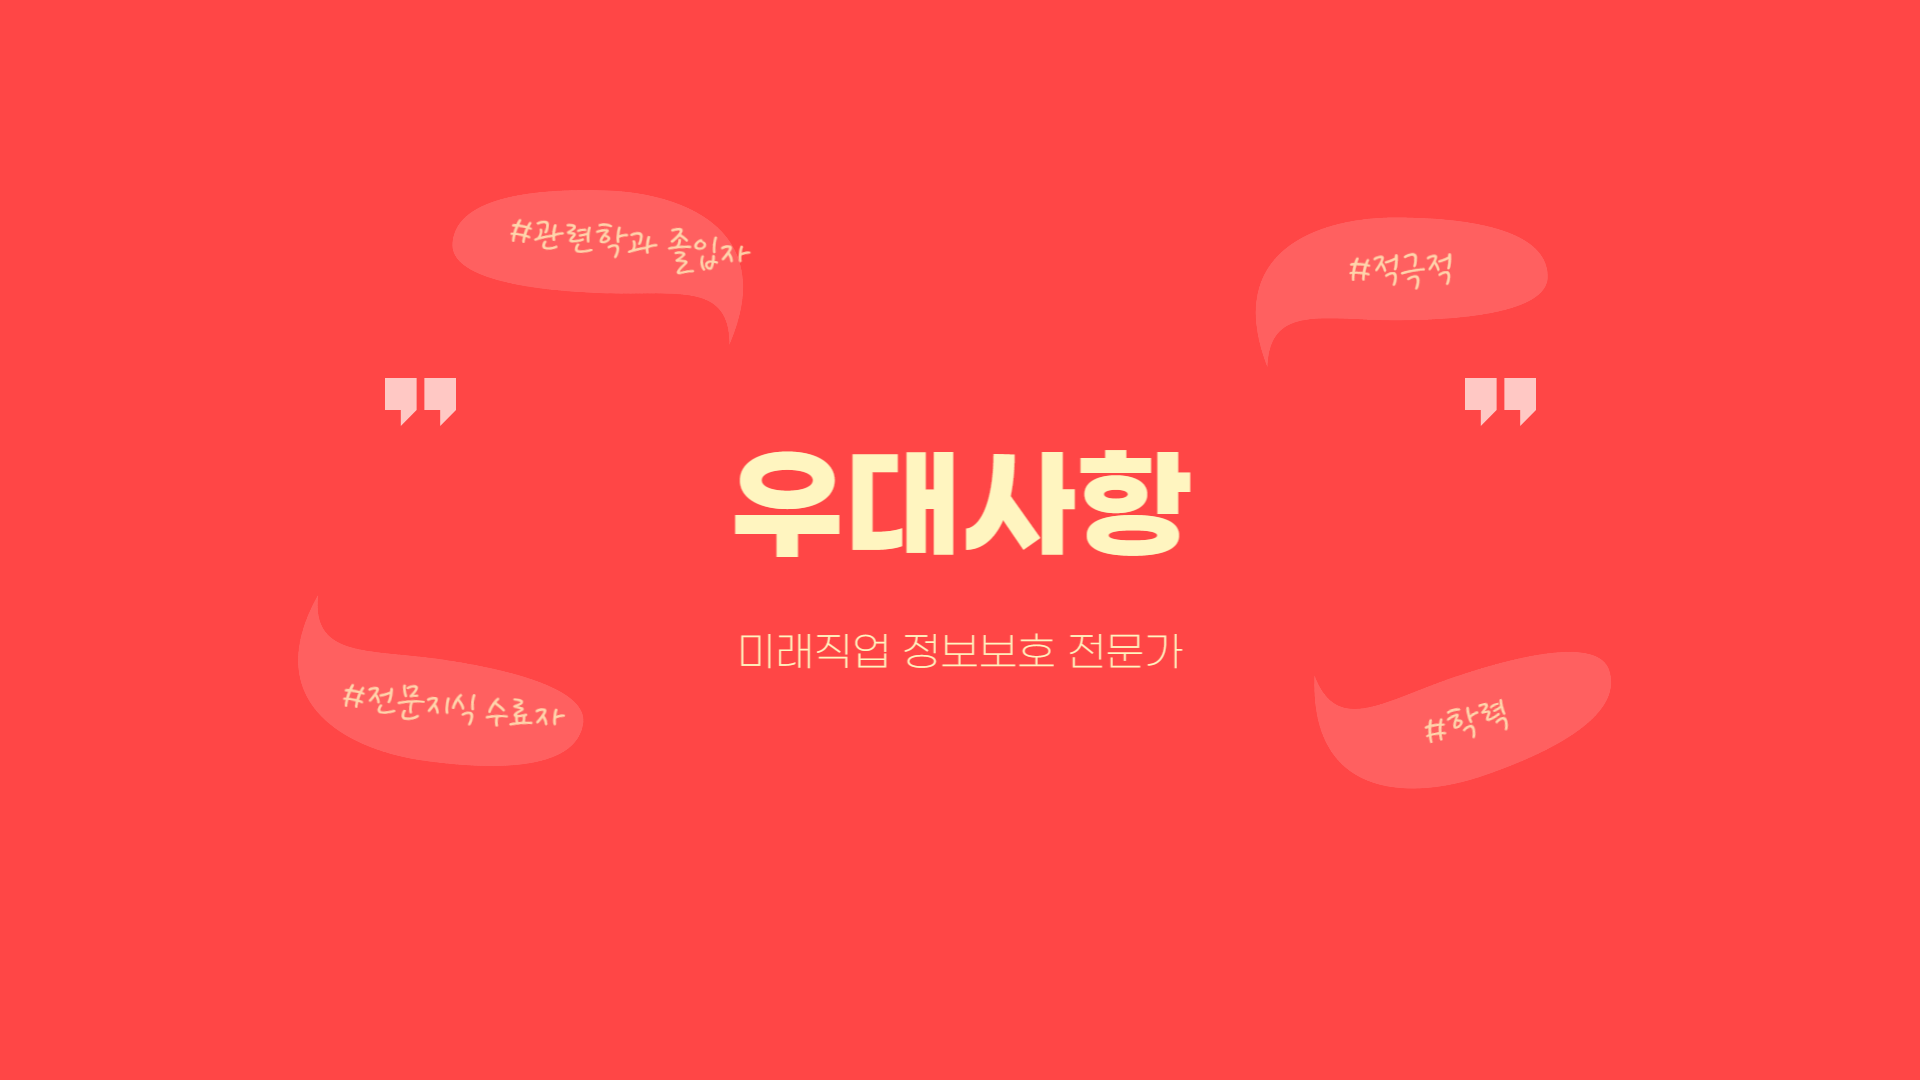 #관련학과 졸입자
#적극적
우대사항
미래직업 정보보호 전문가
#전문지식 수료자
#학력